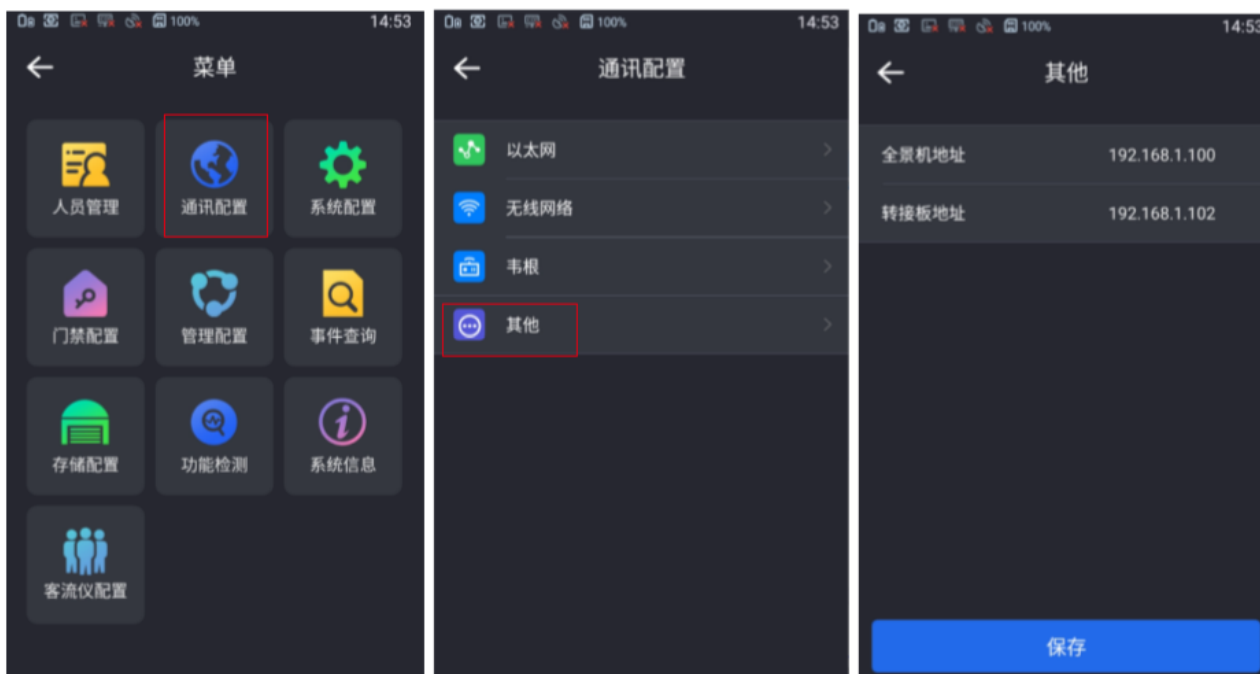 100% 14:53
菜单
人员管理 通讯配置 系统配置
门禁配置 管理配置 事件查询
存储配置 功能检测 系统信息
客流仪配置
100% 14:53
通讯配置
以太网
无线网络
韦根
其他
100% 14:53
其他
全景机地址 192.168.1.100
转接板地址 192.168.1.102
保存